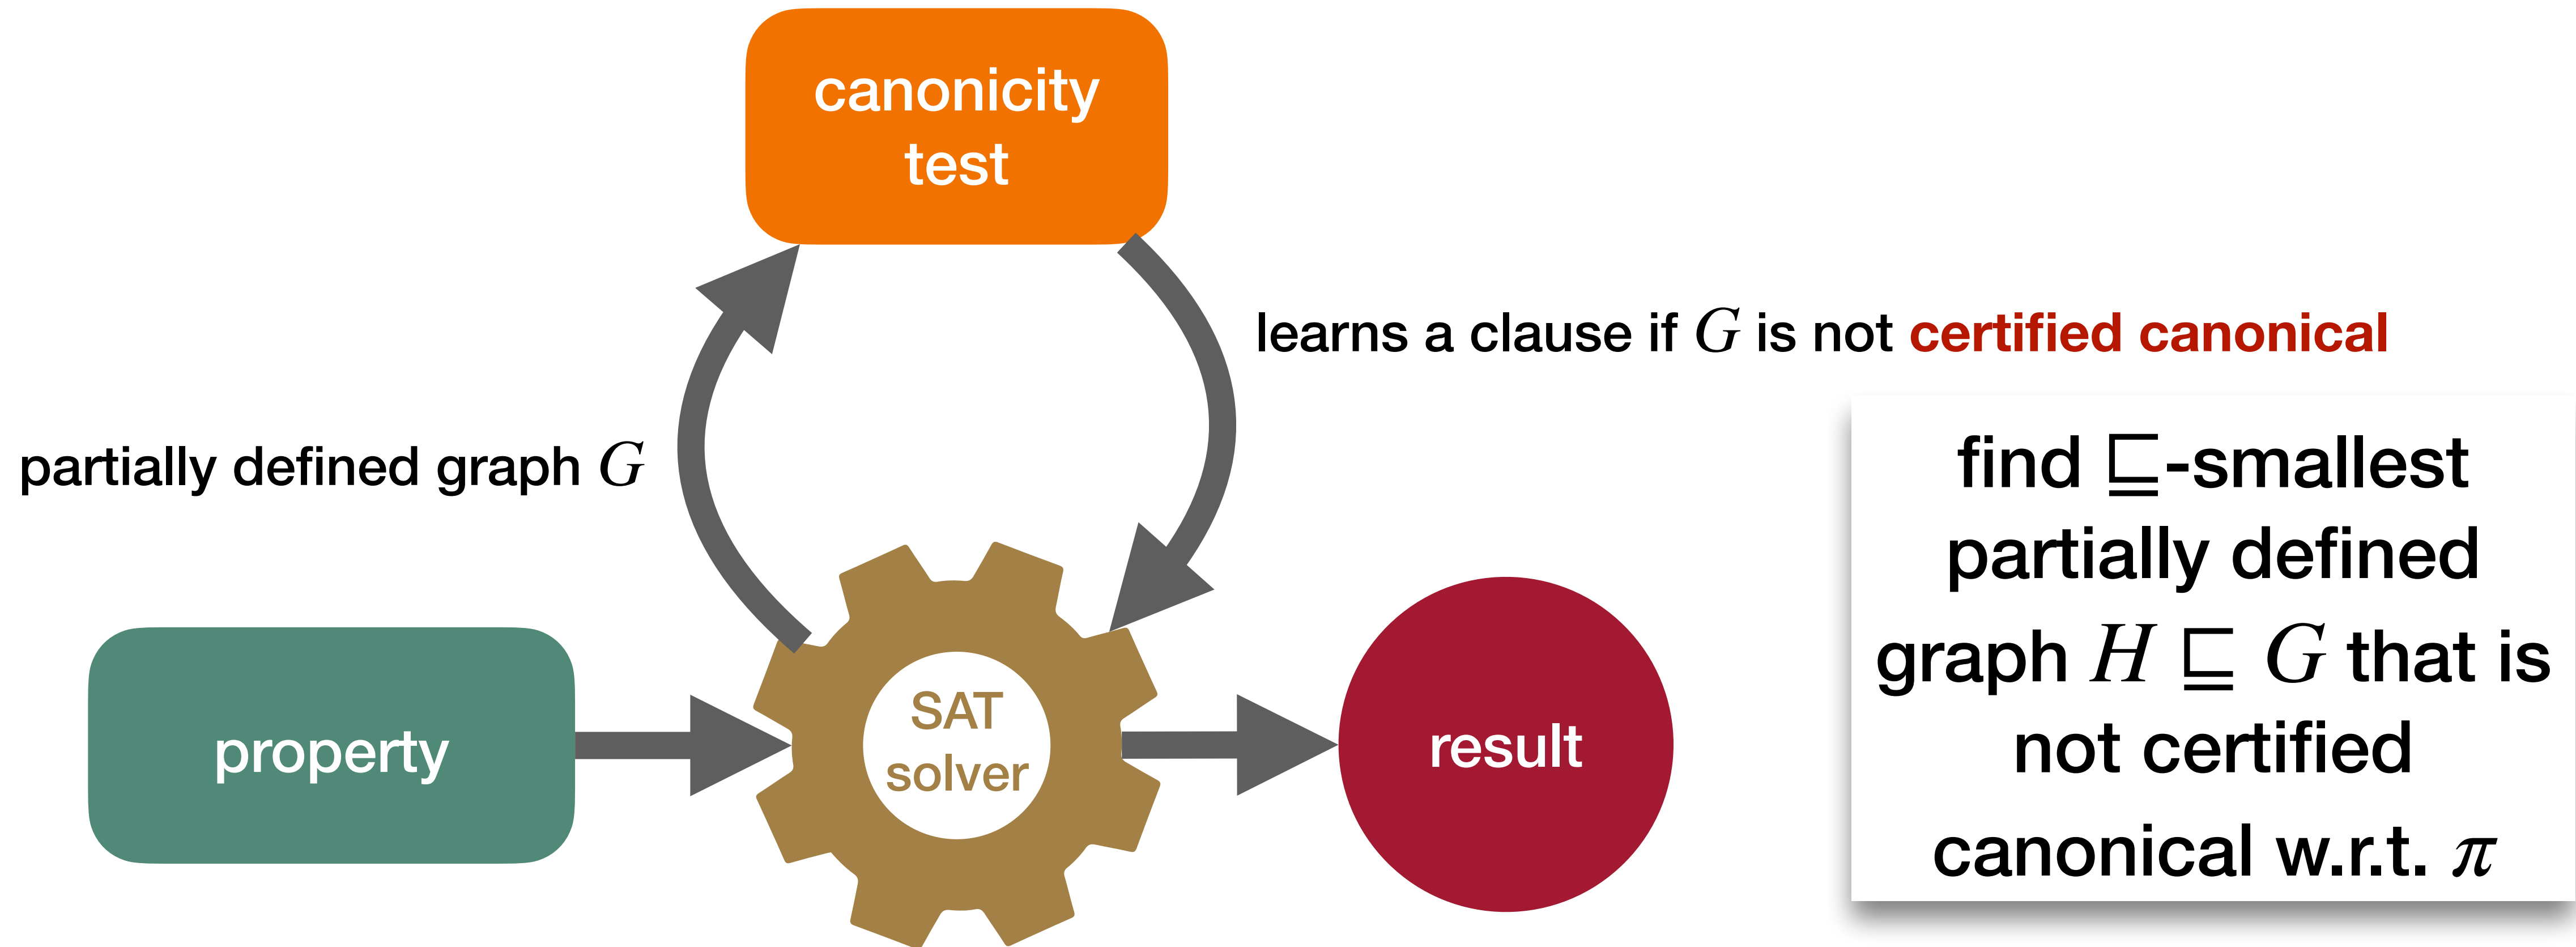 canonicity
test
learns a clause if G is not certified canonical
partially defined graph G
find ⊑-smallest
partially defined
graph H ⊑ G that is
not certified
canonical w.r.t. π
property
SAT
solver
result